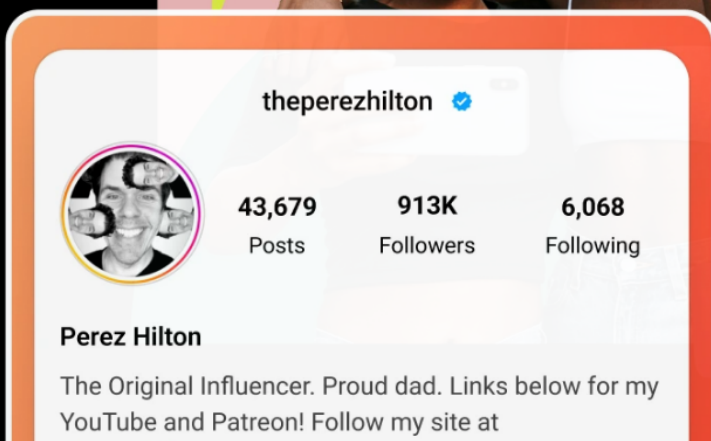 theperezhilton
43,679 913K 6,068
Posts Followers Following
Perez Hilton
The Original Influencer. Proud dad. Links below for my
YouTube and Patreon! Follow my site at